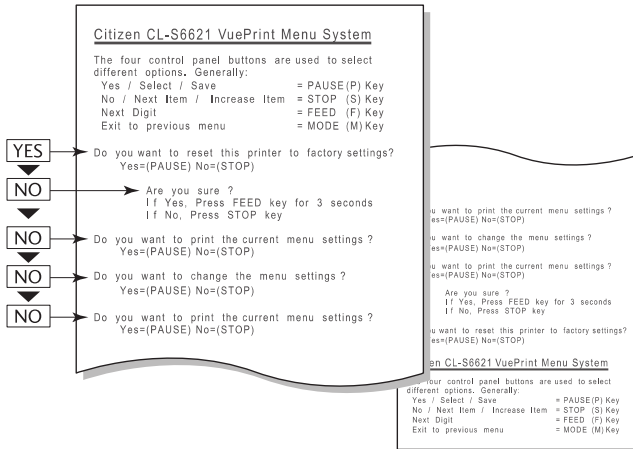 Citizen CL-S6621 VuePrint Menu System
The four control panel buttons are used to select
different options. Generally:
Yes / Select / Save = PAUSE(P) Key
No / Next Item / Increase Item = STOP (S) Key
Next Digit = FEED (F) Key
Exit to previous menu = MODE (M) Key
YES
Do you want to reset this printer to factory settings?
Yes=(PAUSE) No=(STOP)
NO
Are you sure ?
If Yes, Press FEED key for 3 seconds
If No, Press STOP key
NO
Do you want to print the current menu settings ?
Yes=(PAUSE) No=(STOP)
NO
Do you want to change the menu settings ?
Yes=(PAUSE) No=(STOP)
NO
Do you want to print the current menu settings ?
Yes=(PAUSE) No=(STOP)
want to print the current menu settings ?
es=(PAUSE) No=(STOP)
want to change the menu settings ?
es=(PAUSE) No=(STOP)
want to print the current menu settings ?
es=(PAUSE) No=(STOP)
Are you sure ?
If Yes, Press FEED key for 3 seconds
If No, Press STOP key
want to reset this printer to factory settings?
es=(PAUSE) No=(STOP)
en CL-S6621 VuePrint Menu System
four control panel buttons are used to select
different options. Generally:
Yes / Select / Save = PAUSE(P) Key
No / Next Item / Increase Item = STOP (S) Key
Next Digit = FEED (F) Key
Exit to previous menu = MODE (M) Key